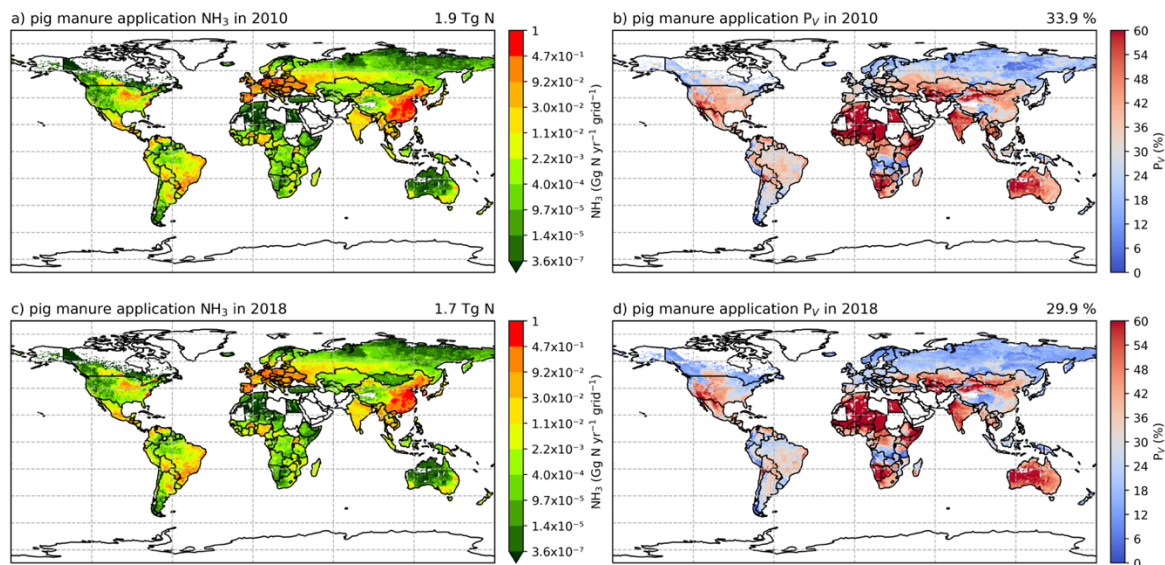 a) pig manure application NH₃ in 2010 1.9 Tg N
1
4.7x10⁻¹
9.2x10⁻²
3.0x10⁻²
1.1x10⁻²
2.2x10⁻³
4.0x10⁻⁴
9.7x10⁻⁵
1.4x10⁻⁵
3.6x10⁻⁷
NH₃ (Gg N yr⁻¹ grid⁻¹)
b) pig manure application P_V in 2010 33.9 %
60
54
48
42
36
30
24
18
12
6
0
P_V (%)
c) pig manure application NH₃ in 2018 1.7 Tg N
1
4.7x10⁻¹
9.2x10⁻²
3.0x10⁻²
1.1x10⁻²
2.2x10⁻³
4.0x10⁻⁴
9.7x10⁻⁵
1.4x10⁻⁵
3.6x10⁻⁷
NH₃ (Gg N yr⁻¹ grid⁻¹)
d) pig manure application P_V in 2018 29.9 %
60
54
48
42
36
30
24
18
12
6
0
P_V (%)